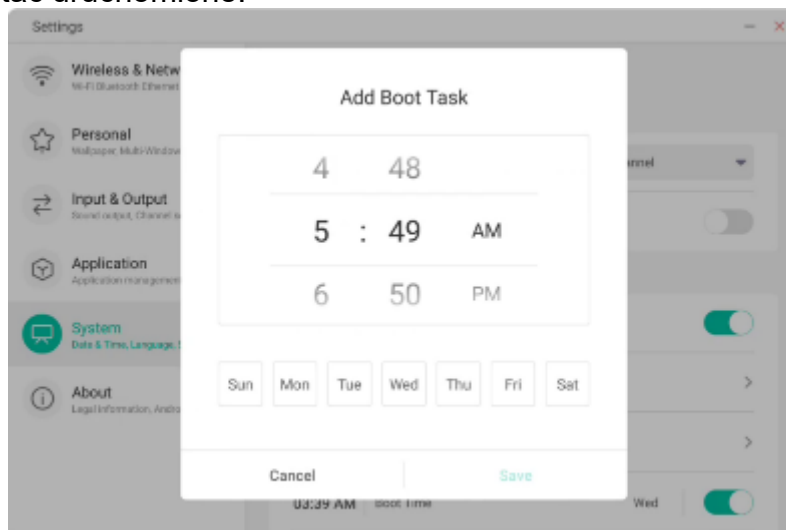 Settings
Wireless & Netw
Wi-Fi Bluetooth Ethernet
Personal
Wallpaper, Multi-Window
Input & Output
Sound output, Channel s
Application
Application managemen
System
Date & Time, Language, S
About
Legal information, Andro
Add Boot Task
4 48
5 : 49 AM
6 50 PM
Sun Mon Tue Wed Thu Fri Sat
Cancel Save
annel
03:39 AM Boot Time Wed